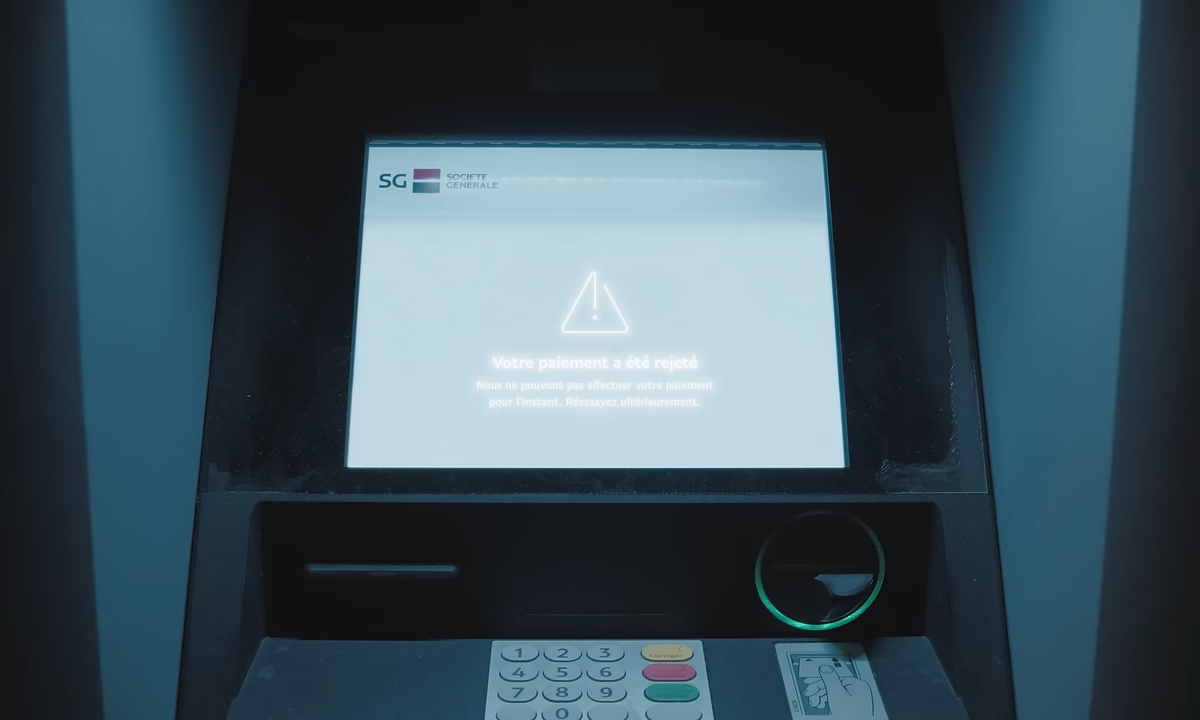 SG
SOCIETE
GENERALE
Votre paiement a été rejeté
Nous ne pouvons pas effectuer votre paiement
pour l'instant. Réessayez ultérieurement.
1 2 3 Corriger
4 5 6
7 8 9
0